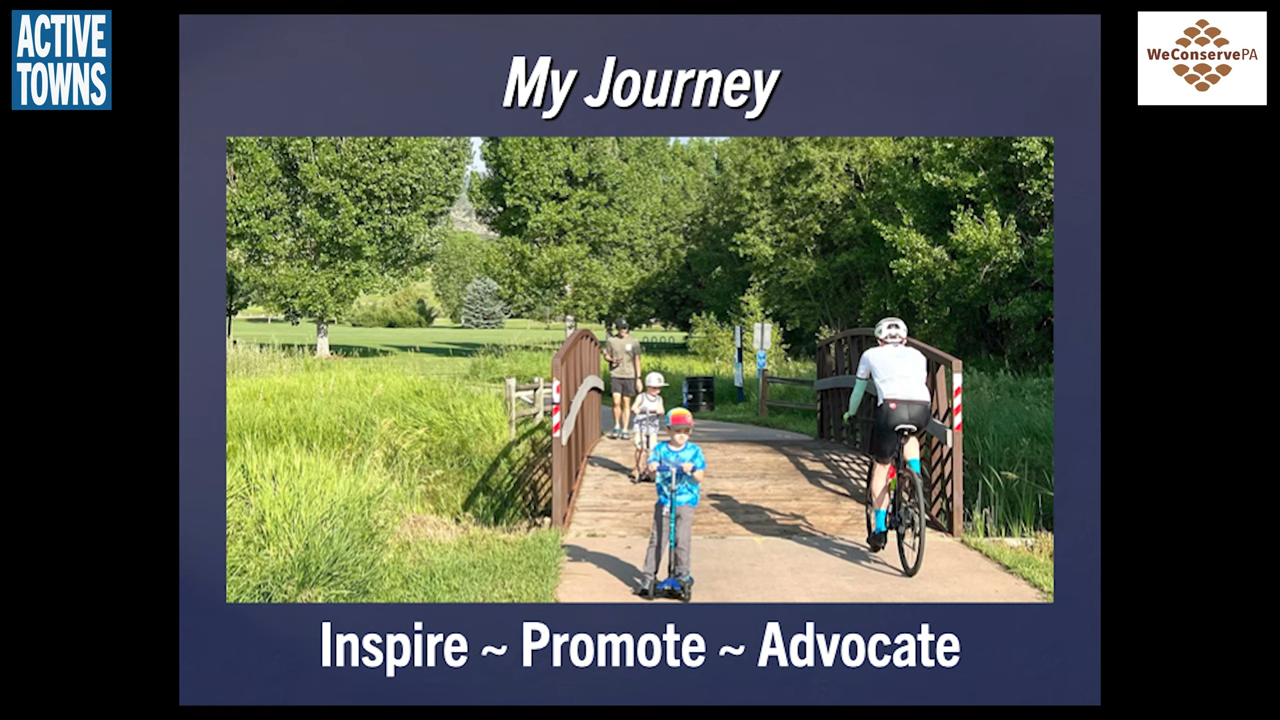 ACTIVE
TOWNS
WeConservePA
My Journey
Inspire ~ Promote ~ Advocate